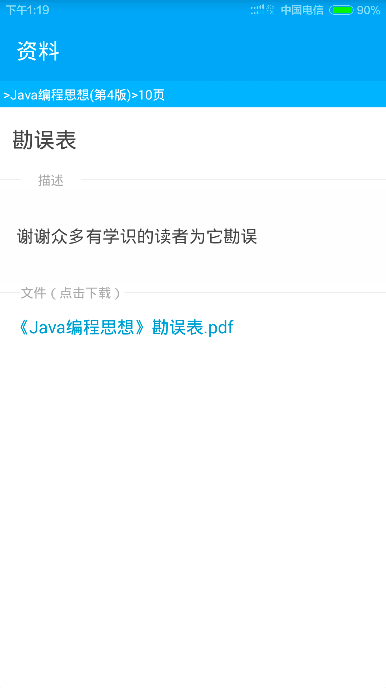 下午1:19 中国电信 90%
资料
>Java编程思想(第4版)>10页
勘误表
描述
谢谢众多有学识的读者为它勘误
文件（点击下载）
《Java编程思想》勘误表.pdf